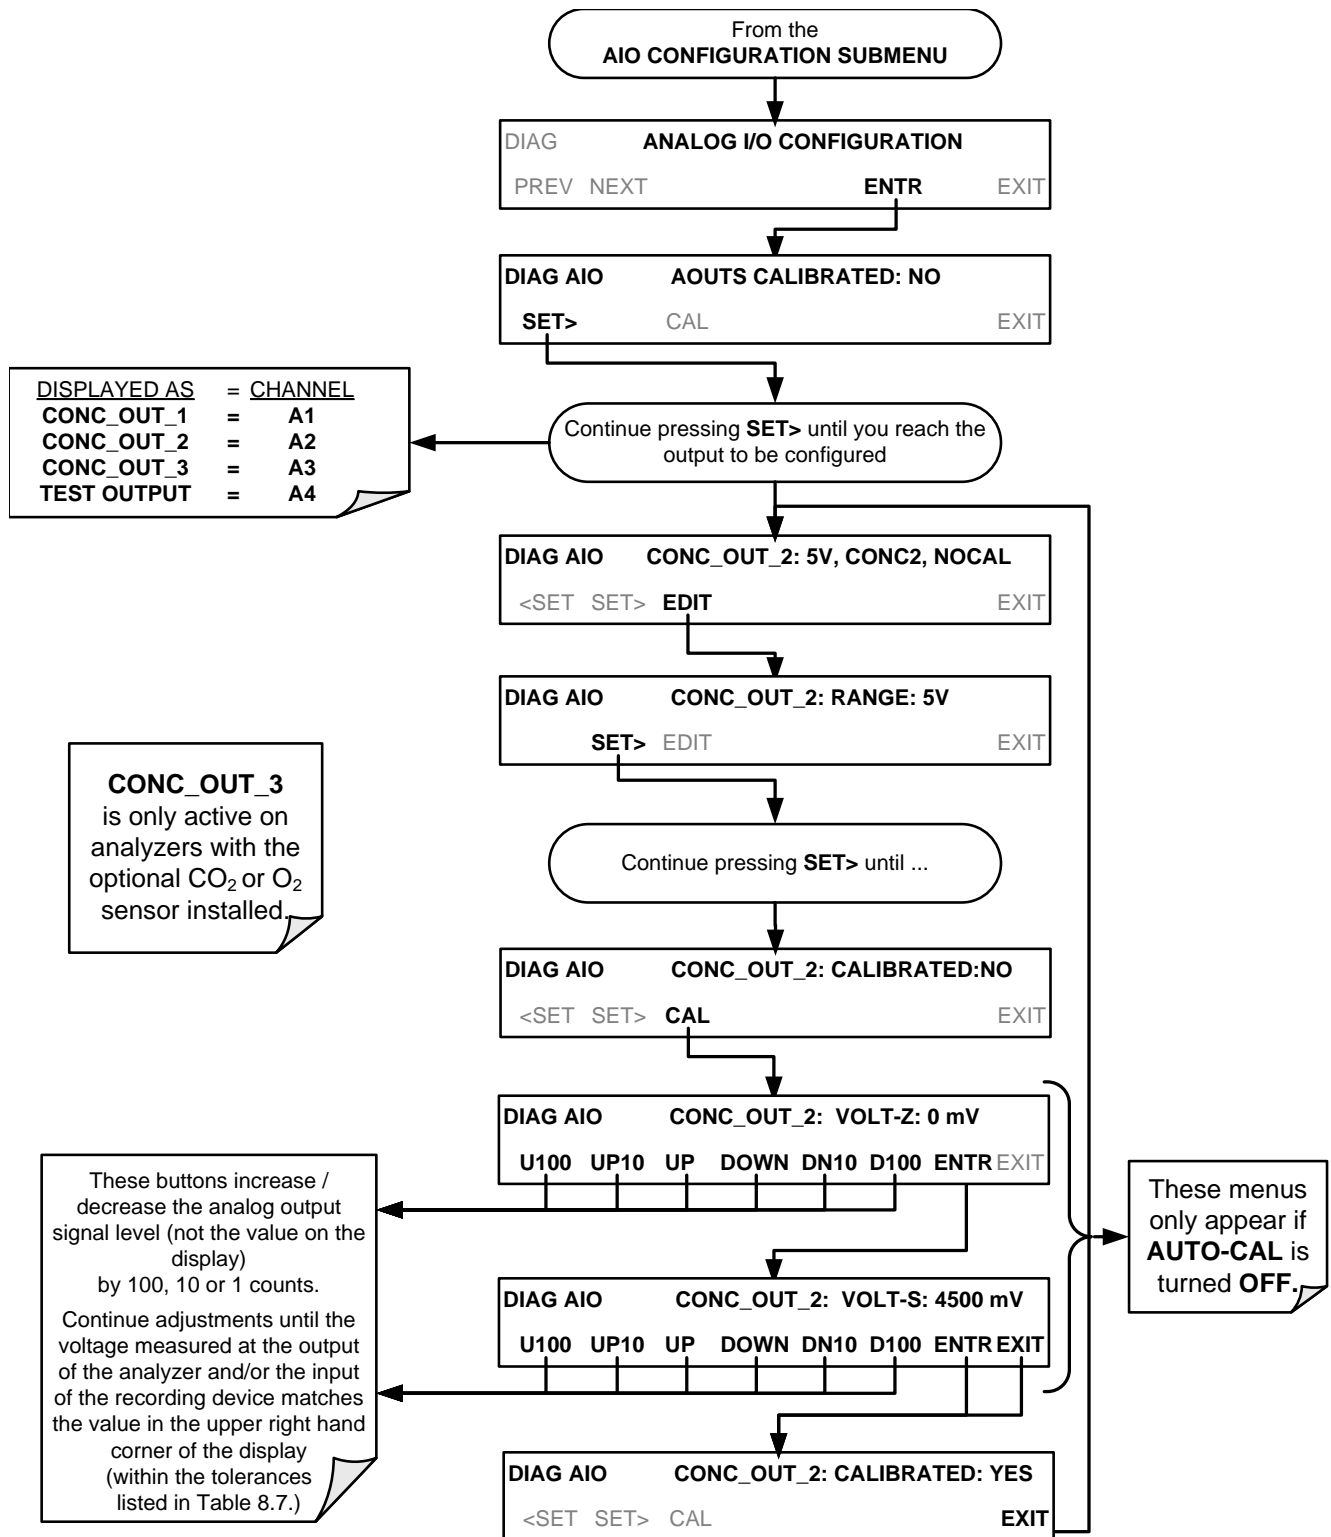 From the
AIO CONFIGURATION SUBMENU
DIAG ANALOG I/O CONFIGURATION
PREV NEXT ENTR EXIT
DIAG AIO AOUTS CALIBRATED: NO
SET> CAL EXIT
DISPLAYED AS = CHANNEL
CONC_OUT_1 = A1
CONC_OUT_2 = A2
CONC_OUT_3 = A3
TEST OUTPUT = A4
Continue pressing SET> until you reach the
output to be configured
DIAG AIO CONC_OUT_2: 5V, CONC2, NOCAL
<SET SET> EDIT EXIT
DIAG AIO CONC_OUT_2: RANGE: 5V
SET> EDIT EXIT
CONC_OUT_3
is only active on
analyzers with the
optional CO₂ or O₂
sensor installed.
Continue pressing SET> until ...
DIAG AIO CONC_OUT_2: CALIBRATED:NO
<SET SET> CAL EXIT
DIAG AIO CONC_OUT_2: VOLT-Z: 0 mV
U100 UP10 UP DOWN DN10 D100 ENTR EXIT
These buttons increase /
decrease the analog output
signal level (not the value on the
display)
by 100, 10 or 1 counts.
Continue adjustments until the
voltage measured at the output
of the analyzer and/or the input
of the recording device matches
the value in the upper right hand
corner of the display
(within the tolerances
listed in Table 8.7.)
These menus
only appear if
AUTO-CAL is
turned OFF.
DIAG AIO CONC_OUT_2: VOLT-S: 4500 mV
U100 UP10 UP DOWN DN10 D100 ENTR EXIT
DIAG AIO CONC_OUT_2: CALIBRATED: YES
<SET SET> CAL EXIT